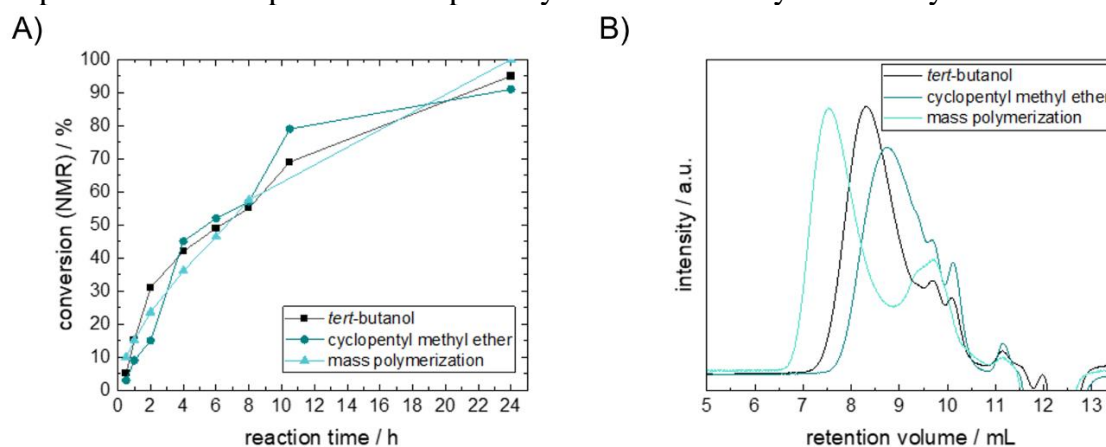 A)
B)
conversion (NMR) / %
100
90
80
70
60
50
40
30
20
10
0
tert-butanol
cyclopentyl methyl ether
mass polymerization
0 2 4 6 8 10 12 14 16 18 20 22 24
reaction time / h
intensity / a.u.
tert-butanol
cyclopentyl methyl ether
mass polymerization
5 6 7 8 9 10 11 12 13
retention volume / mL